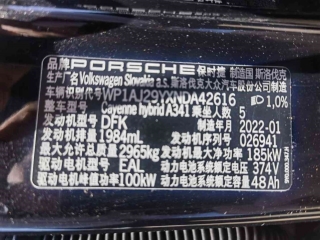 品牌 PORSCHE 保时捷 制造国 斯洛伐克
生产厂名 Volkswagen Slovakia a.s. 斯洛伐克大众汽车股份公司
车辆识别代号 WP1AJ29YXNDA42616 1,0%
整车型号 Cayenne hybrid A341 乘坐人数 5
发动机型号 DFK 制造年月 2022-01
发动机排量 1984mL 序号 026941
最大允许总质量 2965kg 发动机最大净功率 185kW
驱动电机型号 EAL 动力电池系统额定电压 374V
驱动电机峰值功率 100kW 动力电池系统额定容量 48Ah